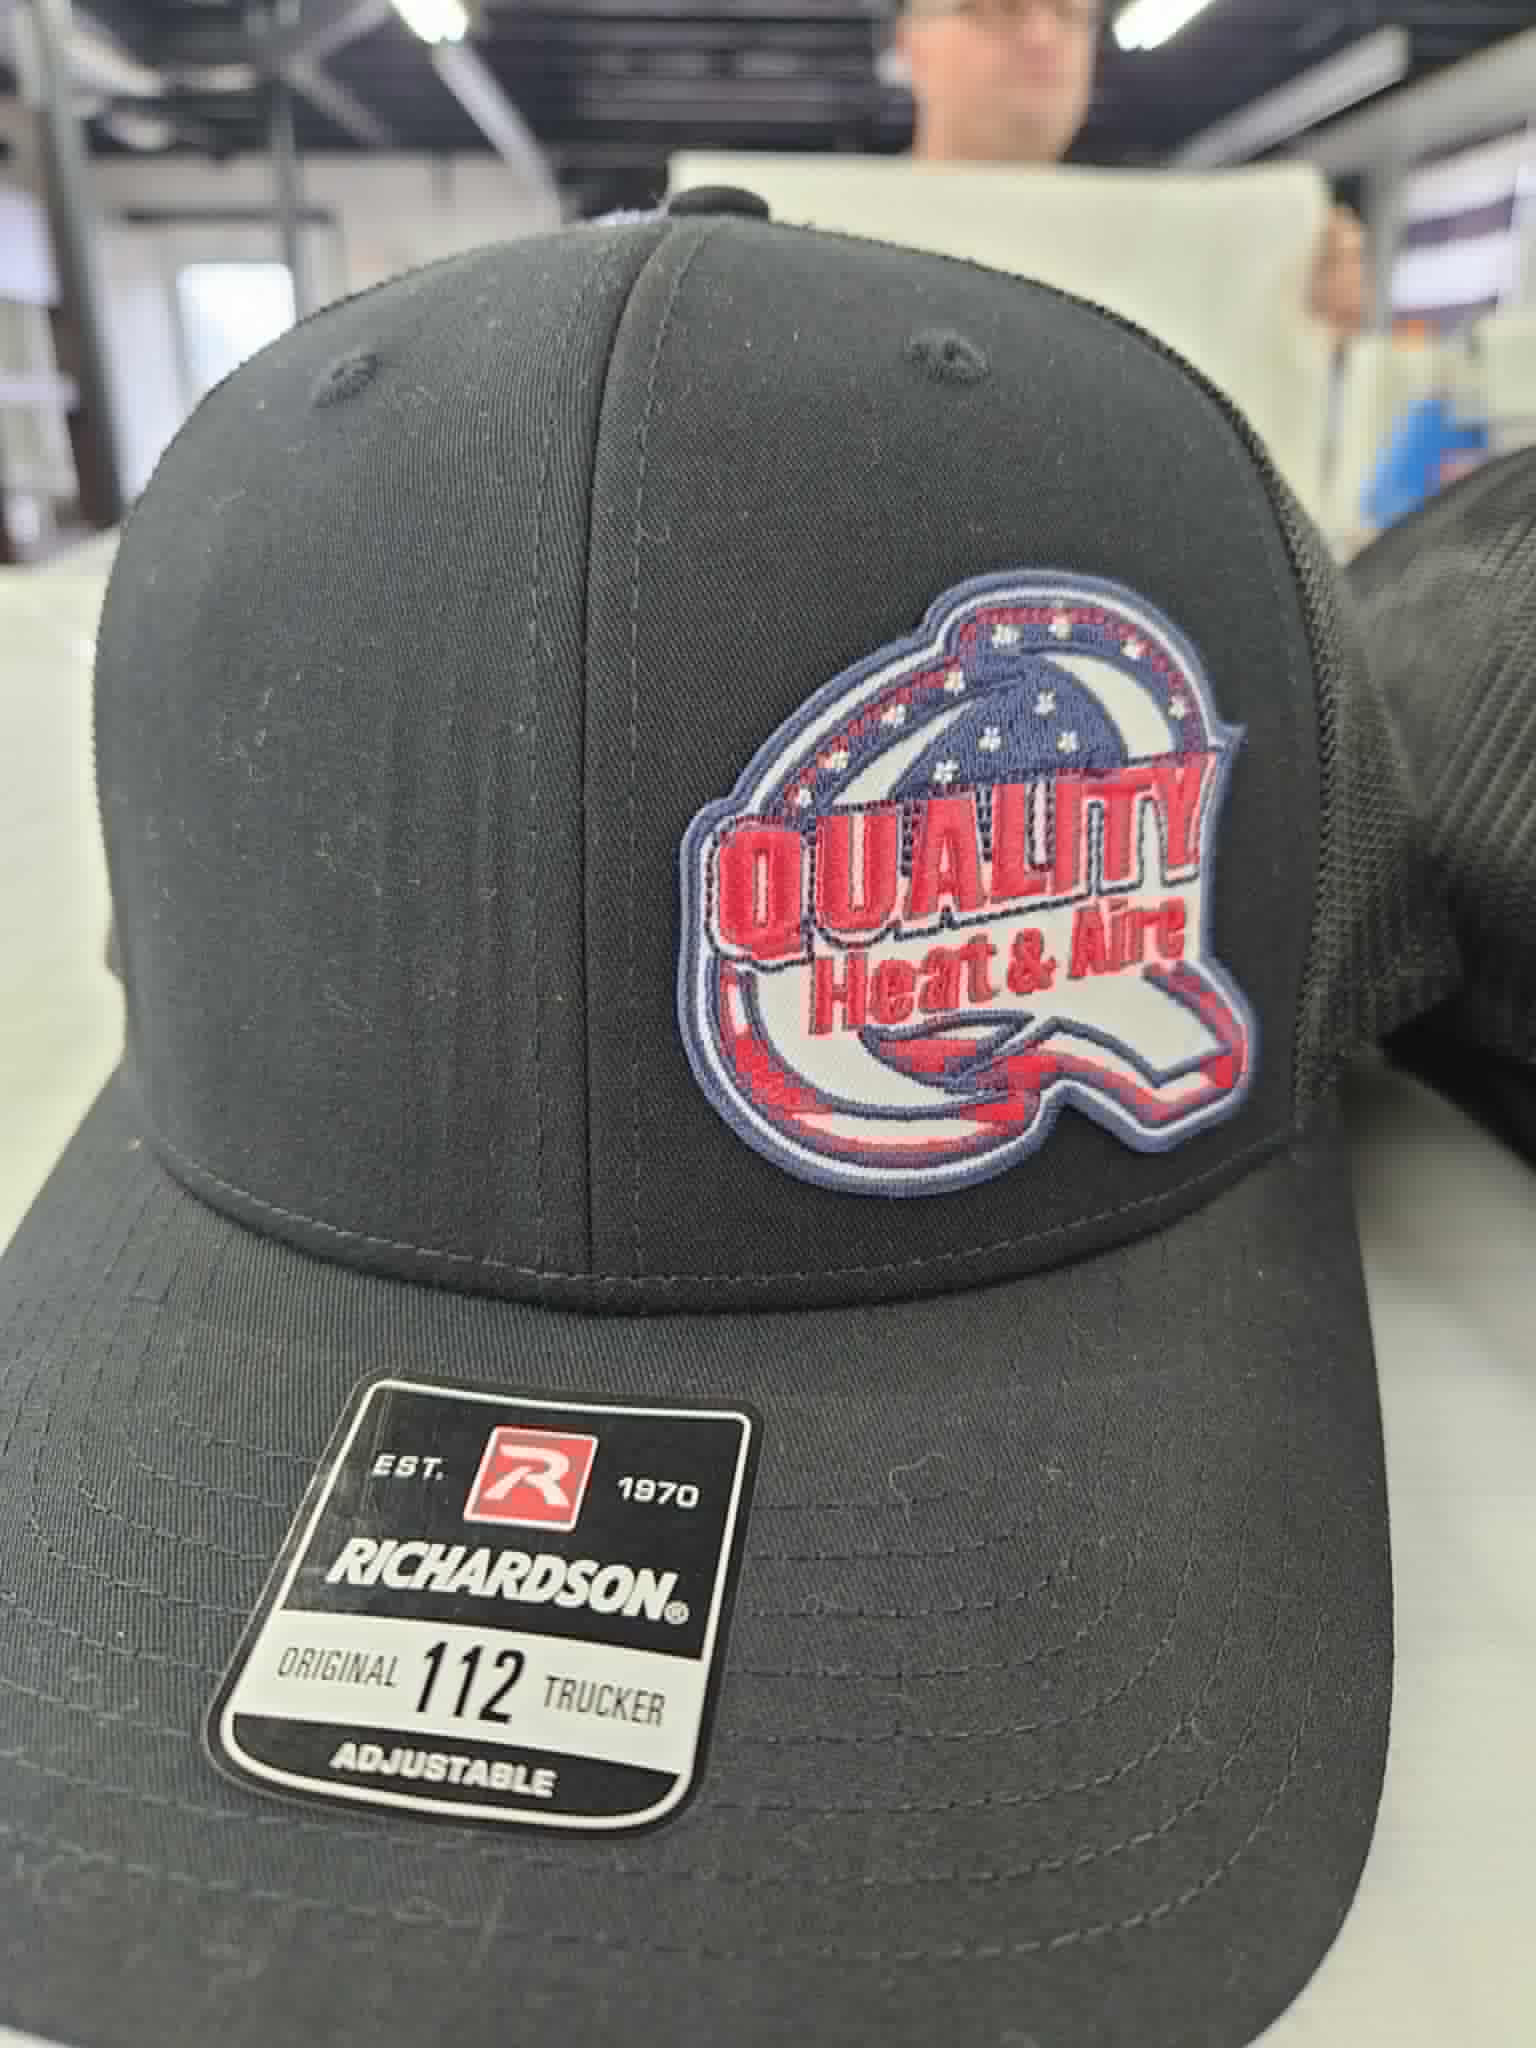 QUALITY
Heat & Aire
EST. R 1970
RICHARDSON®
ORIGINAL 112 TRUCKER
ADJUSTABLE